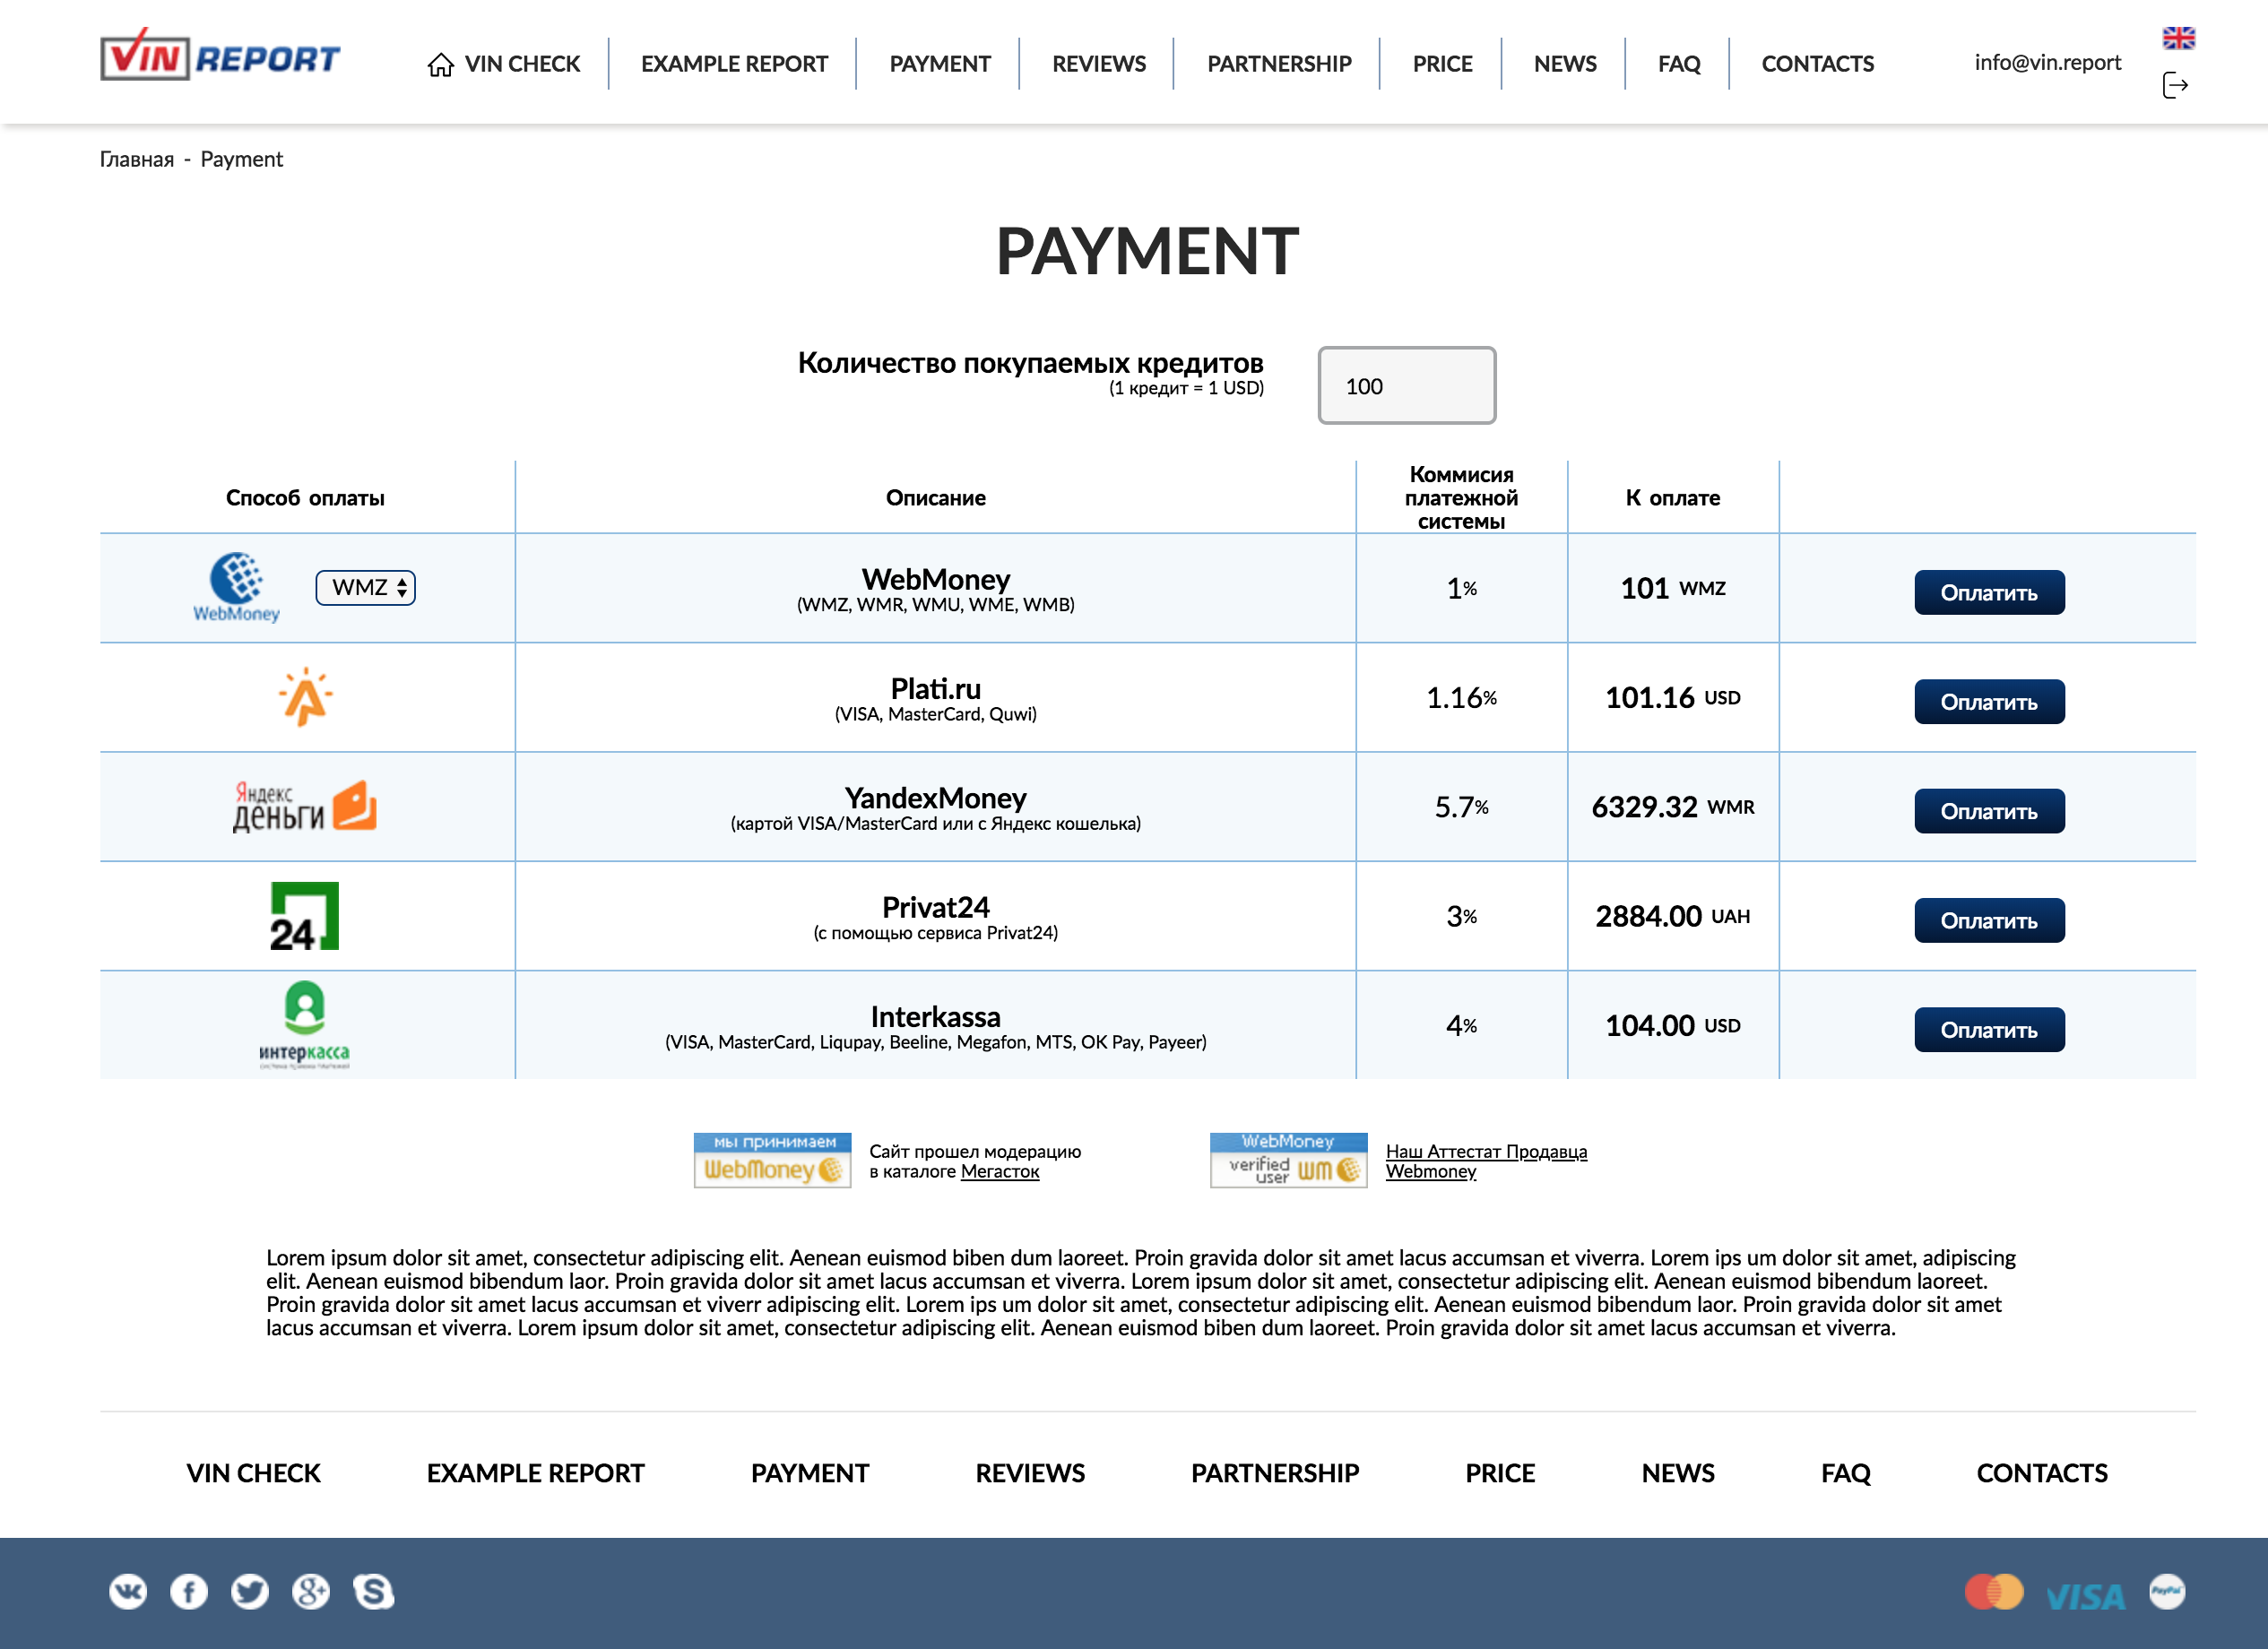 VIN REPORT
VIN CHECK
EXAMPLE REPORT
PAYMENT
REVIEWS
PARTNERSHIP
PRICE
NEWS
FAQ
CONTACTS
info@vin.report
Главная - Payment
PAYMENT
Количество покупаемых кредитов
(1 кредит = 1 USD)
100
Способ оплаты
Описание
Коммисия
платежной
системы
К оплате
WebMoney
WMZ
WebMoney
(WMZ, WMR, WMU, WME, WMB)
1%
101 WMZ
Оплатить
Plati.ru
(VISA, MasterCard, Quwi)
1.16%
101.16 USD
Оплатить
Яндекс
деньги
YandexMoney
(картой VISA/MasterCard или с Яндекс кошелька)
5.7%
6329.32 WMR
Оплатить
24
Privat24
(с помощью сервиса Privat24)
3%
2884.00 UAH
Оплатить
интеркасса
Interkassa
(VISA, MasterCard, Liqupay, Beeline, Megafon, MTS, OK Pay, Payeer)
4%
104.00 USD
Оплатить
мы принимаем
WebMoney
Сайт прошел модерацию
в каталоге Мегасток
WebMoney
verified
user WM
Наш Аттестат Продавца
Webmoney
Lorem ipsum dolor sit amet, consectetur adipiscing elit. Aenean euismod biben dum laoreet. Proin gravida dolor sit amet lacus accumsan et viverra. Lorem ips um dolor sit amet, adipiscing
elit. Aenean euismod bibendum laor. Proin gravida dolor sit amet lacus accumsan et viverra. Lorem ipsum dolor sit amet, consectetur adipiscing elit. Aenean euismod bibendum laoreet.
Proin gravida dolor sit amet lacus accumsan et viverr adipiscing elit. Lorem ips um dolor sit amet, consectetur adipiscing elit. Aenean euismod bibendum laor. Proin gravida dolor sit amet
lacus accumsan et viverra. Lorem ipsum dolor sit amet, consectetur adipiscing elit. Aenean euismod biben dum laoreet. Proin gravida dolor sit amet lacus accumsan et viverra.
VIN CHECK
EXAMPLE REPORT
PAYMENT
REVIEWS
PARTNERSHIP
PRICE
NEWS
FAQ
CONTACTS
VISA
PayPal